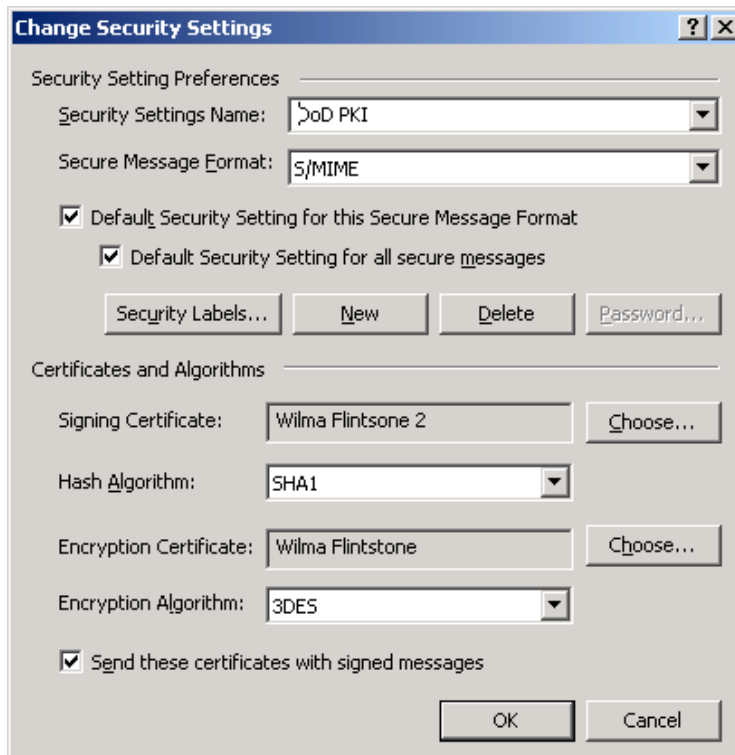 Change Security Settings
Security Setting Preferences
Security Settings Name: DoD PKI
Secure Message Format: S/MIME
Default Security Setting for this Secure Message Format
Default Security Setting for all secure messages
Security Labels... New Delete Password...
Certificates and Algorithms
Signing Certificate: Wilma Flintsone 2 Choose...
Hash Algorithm: SHA1
Encryption Certificate: Wilma Flintstone Choose...
Encryption Algorithm: 3DES
Send these certificates with signed messages
OK Cancel